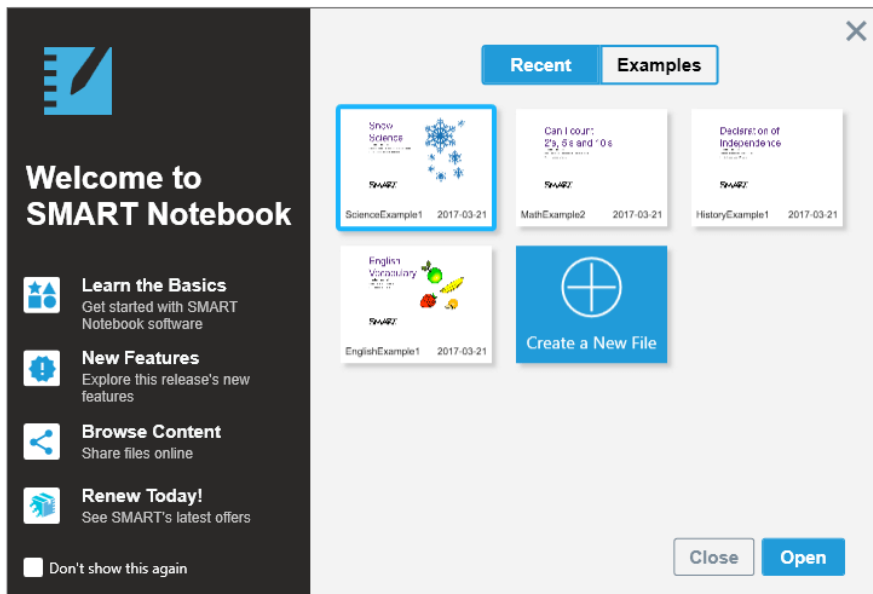 Welcome to
SMART Notebook
Learn the Basics
Get started with SMART
Notebook software
New Features
Explore this release's new
features
Browse Content
Share files online
Renew Today!
See SMART's latest offers
Don't show this again
Recent
Examples
Snow
Science
SMART
ScienceExample1 2017-03-21
Can I count
2's, 5's and 10's
SMART
MathExample2 2017-03-21
Declaration of
Independence
SMART
HistoryExample1 2017-03-21
English
Vocabulary
SMART
EnglishExample1 2017-03-21
Create a New File
Close
Open